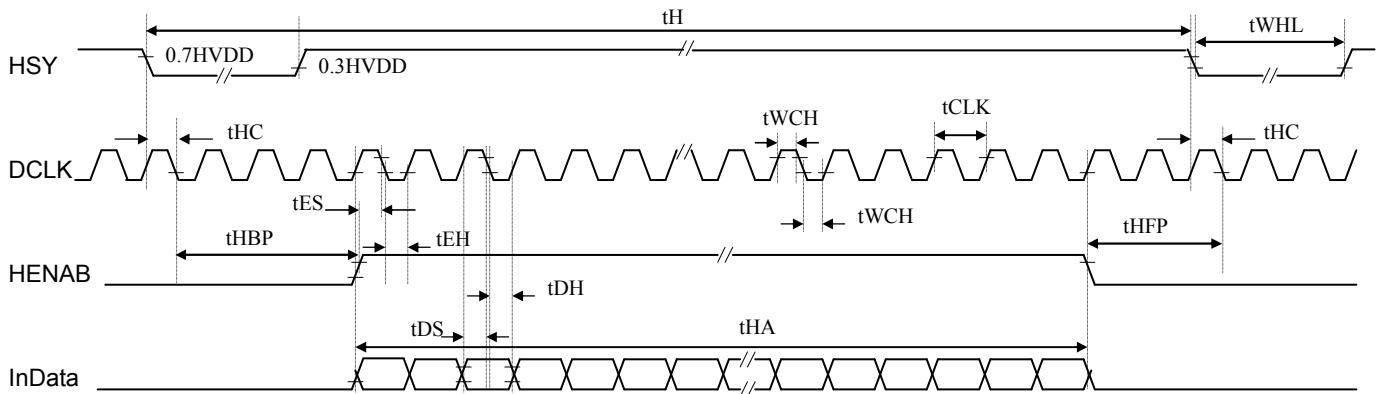 tH
tWHL
HSY
0.7HVDD
0.3HVDD
tHC
tWCH
tCLK
tHC
DCLK
tES
tWCH
tHBP
tEH
tHFP
HENAB
tDH
tDS
tHA
InData